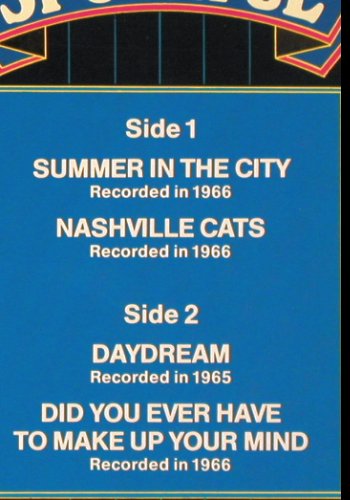 SPOONFUL
Side 1
SUMMER IN THE CITY
Recorded in 1966
NASHVILLE CATS
Recorded in 1966
Side 2
DAYDREAM
Recorded in 1965
DID YOU EVER HAVE
TO MAKE UP YOUR MIND
Recorded in 1966